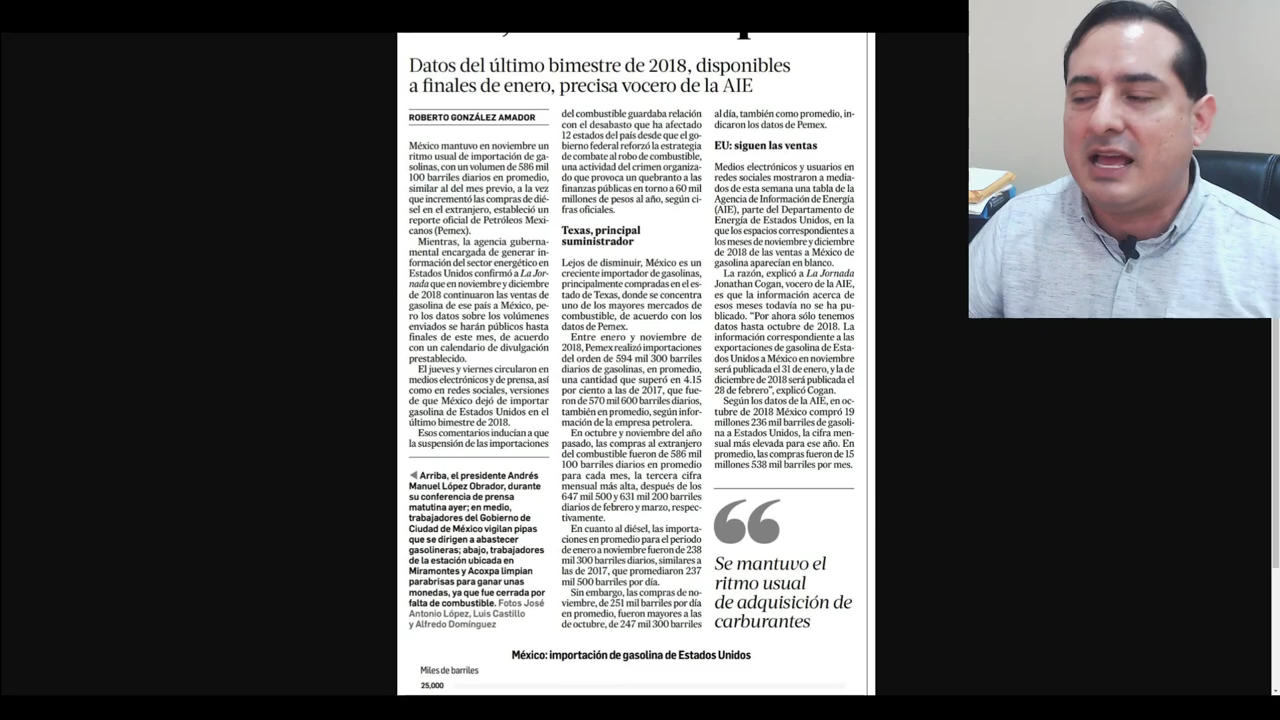 Datos del último bimestre de 2018, disponibles
a finales de enero, precisa vocero de la AIE
ROBERTO GONZÁLEZ AMADOR
México mantuvo en noviembre un
ritmo usual de importación de ga-
solinas, con un volumen de 586 mil
100 barriles diarios en promedio,
similar al del mes previo, a la vez
que incrementó las compras de dié-
sel en el extranjero, estableció un
reporte oficial de Petróleos Mexi-
canos (Pemex).
Mientras, la agencia guberna-
mental encargada de generar in-
formación del sector energético en
Estados Unidos confirmó a La Jor-
nada que en noviembre y diciembre
de 2018 continuaron las ventas de
gasolina de ese país a México, pe-
ro los datos sobre los volúmenes
enviados se harán públicos hasta
finales de este mes, de acuerdo
con un calendario de divulgación
prestablecido.
El jueves y viernes circularon en
medios electrónicos y de prensa, así
como en redes sociales, versiones
de que México dejó de importar
gasolina de Estados Unidos en el
último bimestre de 2018.
Esos comentarios inducían a que
la suspensión de las importaciones
◀ Arriba, el presidente Andrés
Manuel López Obrador, durante
su conferencia de prensa
matutina ayer; en medio,
trabajadores del Gobierno de
Ciudad de México vigilan pipas
que se dirigen a abastecer
gasolineras; abajo, trabajadores
de la estación ubicada en
Miramontes y Acoxpa limpian
parabrisas para ganar unas
monedas, ya que fue cerrada por
falta de combustible. Fotos José
Antonio López, Luis Castillo
y Alfredo Domínguez
del combustible guardaba relación
con el desabasto que ha afectado
12 estados del país desde que el go-
bierno federal reforzó la estrategia
de combate al robo de combustible,
una actividad del crimen organiza-
do que provoca un quebranto a las
finanzas públicas en torno a 60 mil
millones de pesos al año, según ci-
fras oficiales.
Texas, principal
suministrador
Lejos de disminuir, México es un
creciente importador de gasolinas,
principalmente compradas en el es-
tado de Texas, donde se concentra
uno de los mayores mercados de
combustible, de acuerdo con los
datos de Pemex.
Entre enero y noviembre de
2018, Pemex realizó importaciones
del orden de 594 mil 300 barriles
diarios de gasolinas, en promedio,
una cantidad que superó en 4.15
por ciento a las de 2017, que fue-
ron de 570 mil 600 barriles diarios,
también en promedio, según infor-
mación de la empresa petrolera.
En octubre y noviembre del año
pasado, las compras al extranjero
del combustible fueron de 586 mil
100 barriles diarios en promedio
para cada mes, la tercera cifra
mensual más alta, después de los
647 mil 500 y 631 mil 200 barriles
diarios de febrero y marzo, respec-
tivamente.
En cuanto al diésel, las importa-
ciones en promedio para el periodo
de enero a noviembre fueron de 238
mil 300 barriles diarios, similares a
las de 2017, que promediaron 237
mil 500 barriles por día.
Sin embargo, las compras de no-
viembre, de 251 mil barriles por día
en promedio, fueron mayores a las
de octubre, de 247 mil 300 barriles
al día, también como promedio, in-
dicaron los datos de Pemex.
EU: siguen las ventas
Medios electrónicos y usuarios en
redes sociales mostraron a media-
dos de esta semana una tabla de la
Agencia de Información de Energía
(AIE), parte del Departamento de
Energía de Estados Unidos, en la
que los espacios correspondientes a
los meses de noviembre y diciembre
de 2018 de las ventas a México de
gasolina aparecían en blanco.
La razón, explicó a La Jornada
Jonathan Cogan, vocero de la AIE,
es que la información acerca de
esos meses todavía no se ha pu-
blicado. “Por ahora sólo tenemos
datos hasta octubre de 2018. La
información correspondiente a las
exportaciones de gasolina de Esta-
dos Unidos a México en noviembre
será publicada el 31 de enero, y la de
diciembre de 2018 será publicada el
28 de febrero”, explicó Cogan.
Según los datos de la AIE, en oc-
tubre de 2018 México compró 19
millones 236 mil barriles de gasoli-
na a Estados Unidos, la cifra men-
sual más elevada para ese año. En
promedio, las compras fueron de 15
millones 538 mil barriles por mes.
“
Se mantuvo el
ritmo usual
de adquisición de
carburantes
México: importación de gasolina de Estados Unidos
Miles de barriles
25,000